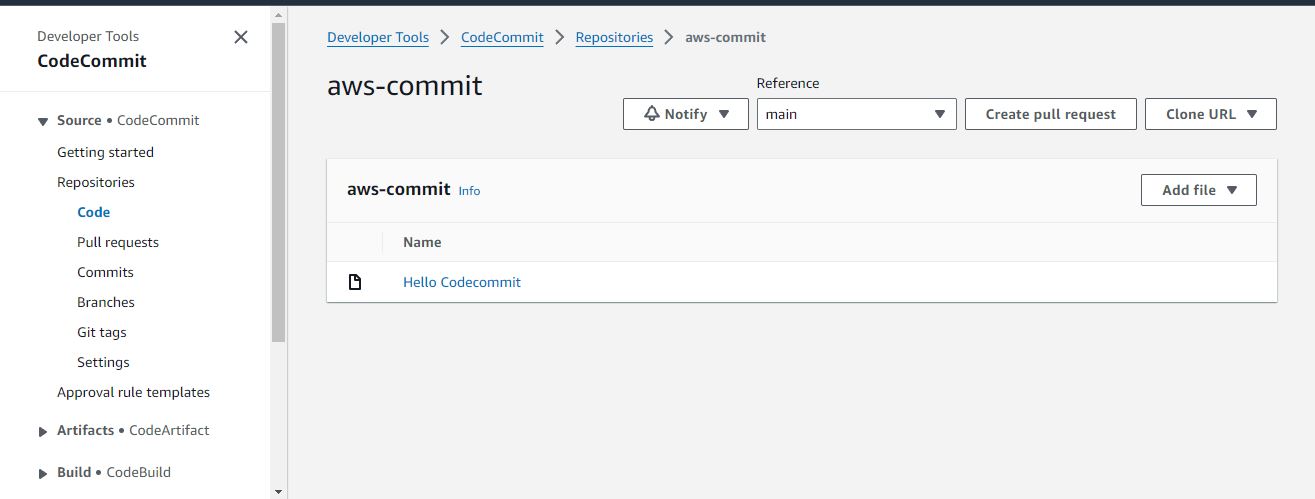 Developer Tools
CodeCommit
Source • CodeCommit
Getting started
Repositories
Code
Pull requests
Commits
Branches
Git tags
Settings
Approval rule templates
Artifacts • CodeArtifact
Build • CodeBuild
Developer Tools > CodeCommit > Repositories > aws-commit
aws-commit
Reference
Notify main Create pull request Clone URL
aws-commit Info Add file
Name
Hello Codecommit